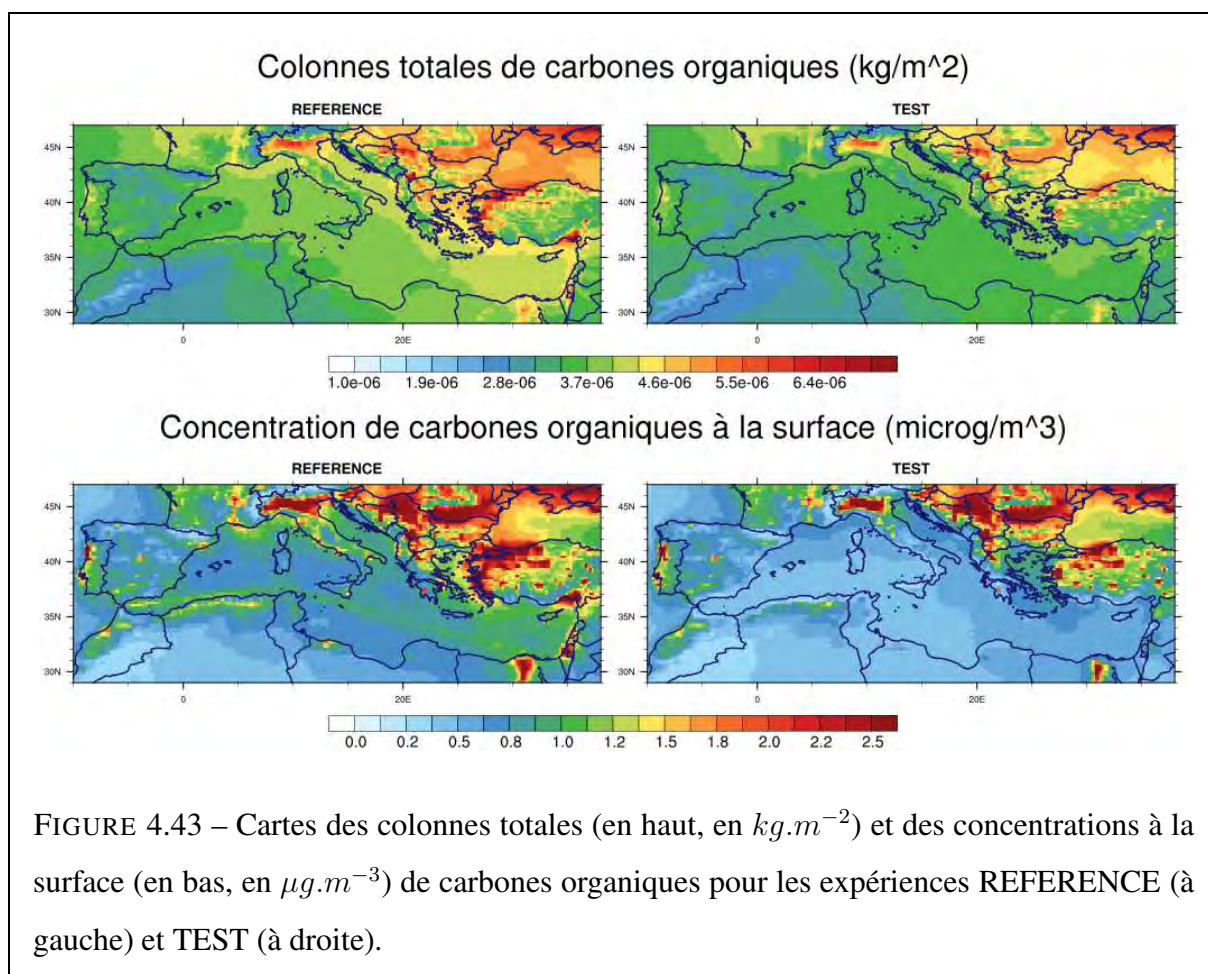 Colonnes totales de carbones organiques (kg/m^2)
REFERENCE
TEST
45N
40N
35N
30N
0
20E
45N
40N
35N
30N
0
20E
1.0e-06 1.9e-06 2.8e-06 3.7e-06 4.6e-06 5.5e-06 6.4e-06
Concentration de carbones organiques à la surface (microg/m^3)
REFERENCE
TEST
45N
40N
35N
30N
0
20E
45N
40N
35N
30N
0
20E
0.0 0.2 0.5 0.8 1.0 1.2 1.5 1.8 2.0 2.2 2.5
FIGURE 4.43 – Cartes des colonnes totales (en haut, en kg.m⁻²) et des concentrations à la
surface (en bas, en μg.m⁻³) de carbones organiques pour les expériences REFERENCE (à
gauche) et TEST (à droite).